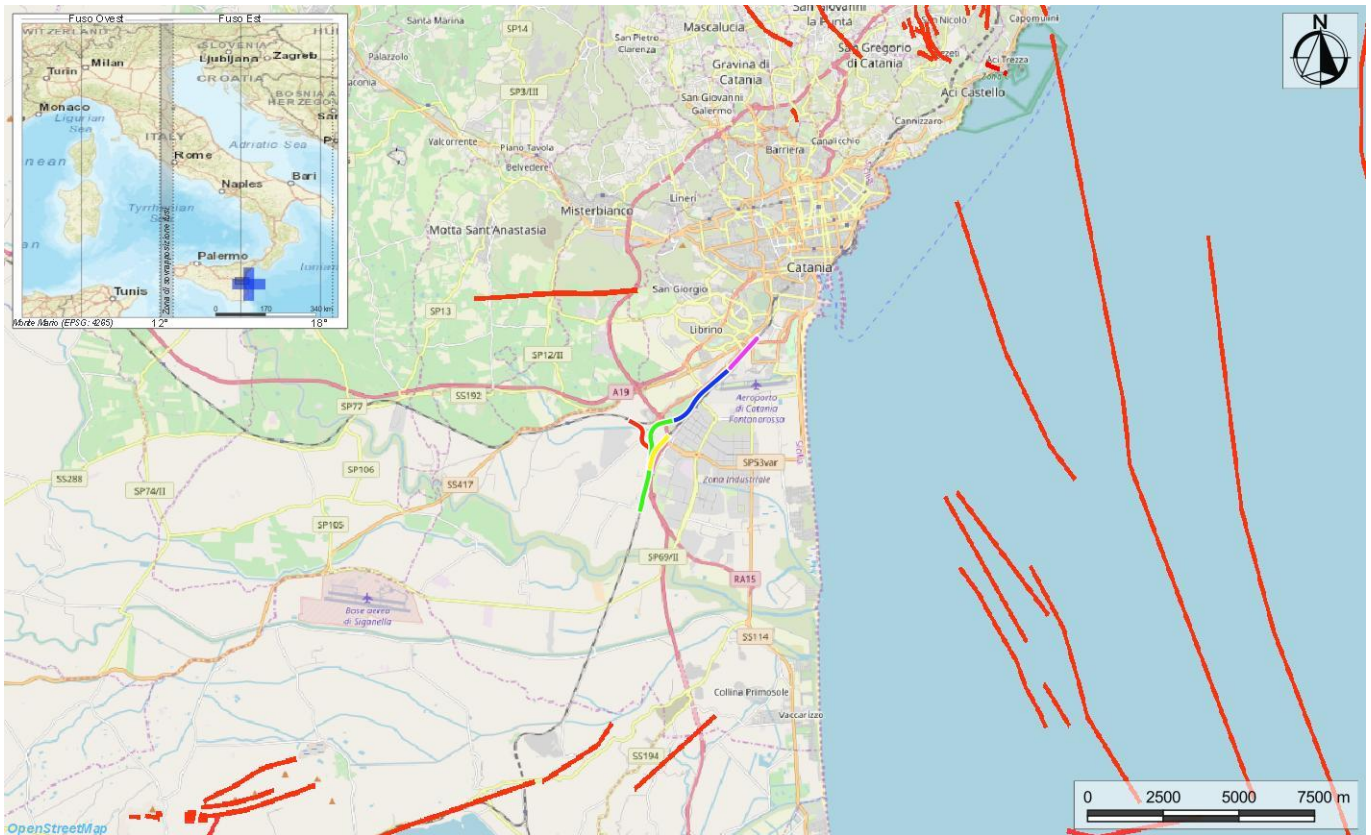 Fuso Ovest
Fuso Est
SLOVENIA
Zagreb
Ljubljana
Milan
Turin
CROATIA
Monaco
Ligurian
Sea
ITALY
Adriatic Sea
Rome
Bari
Naples
Palermo
Tunis
Zona di sovrapposizione
0
170
340 km
Monte Mario (EPSG: 4265)
12°
18°
N
Santa Marina
SP14
Mascalucia
San Giovanni
la Punta
San Nicolò
Capomulini
Palazzolo
San Pietro
Clarenza
San Gregorio
di Catania
Aci Trezza
Gravina di
Catania
SP3/III
Aci Castello
San Giovanni
Galermo
Cannizzaro
Valcorrente
Piano Tavola
Canalicchio
Barriera
Belvedere
Lineri
Misterbianco
Motta Sant'Anastasia
Catania
San Giorgio
SP13
Librino
SP12/II
A19
SS192
SP77
Aeroporto
di Catania
Fontanarossa
SP53var
SP106
SS288
SP74/II
SS417
Zona Industriale
SP105
SP69/II
RA15
Base aerea
di Sigonella
SS114
Collina Primosole
Vaccarizzo
SS194
0
2500
5000
7500 m
OpenStreetMap